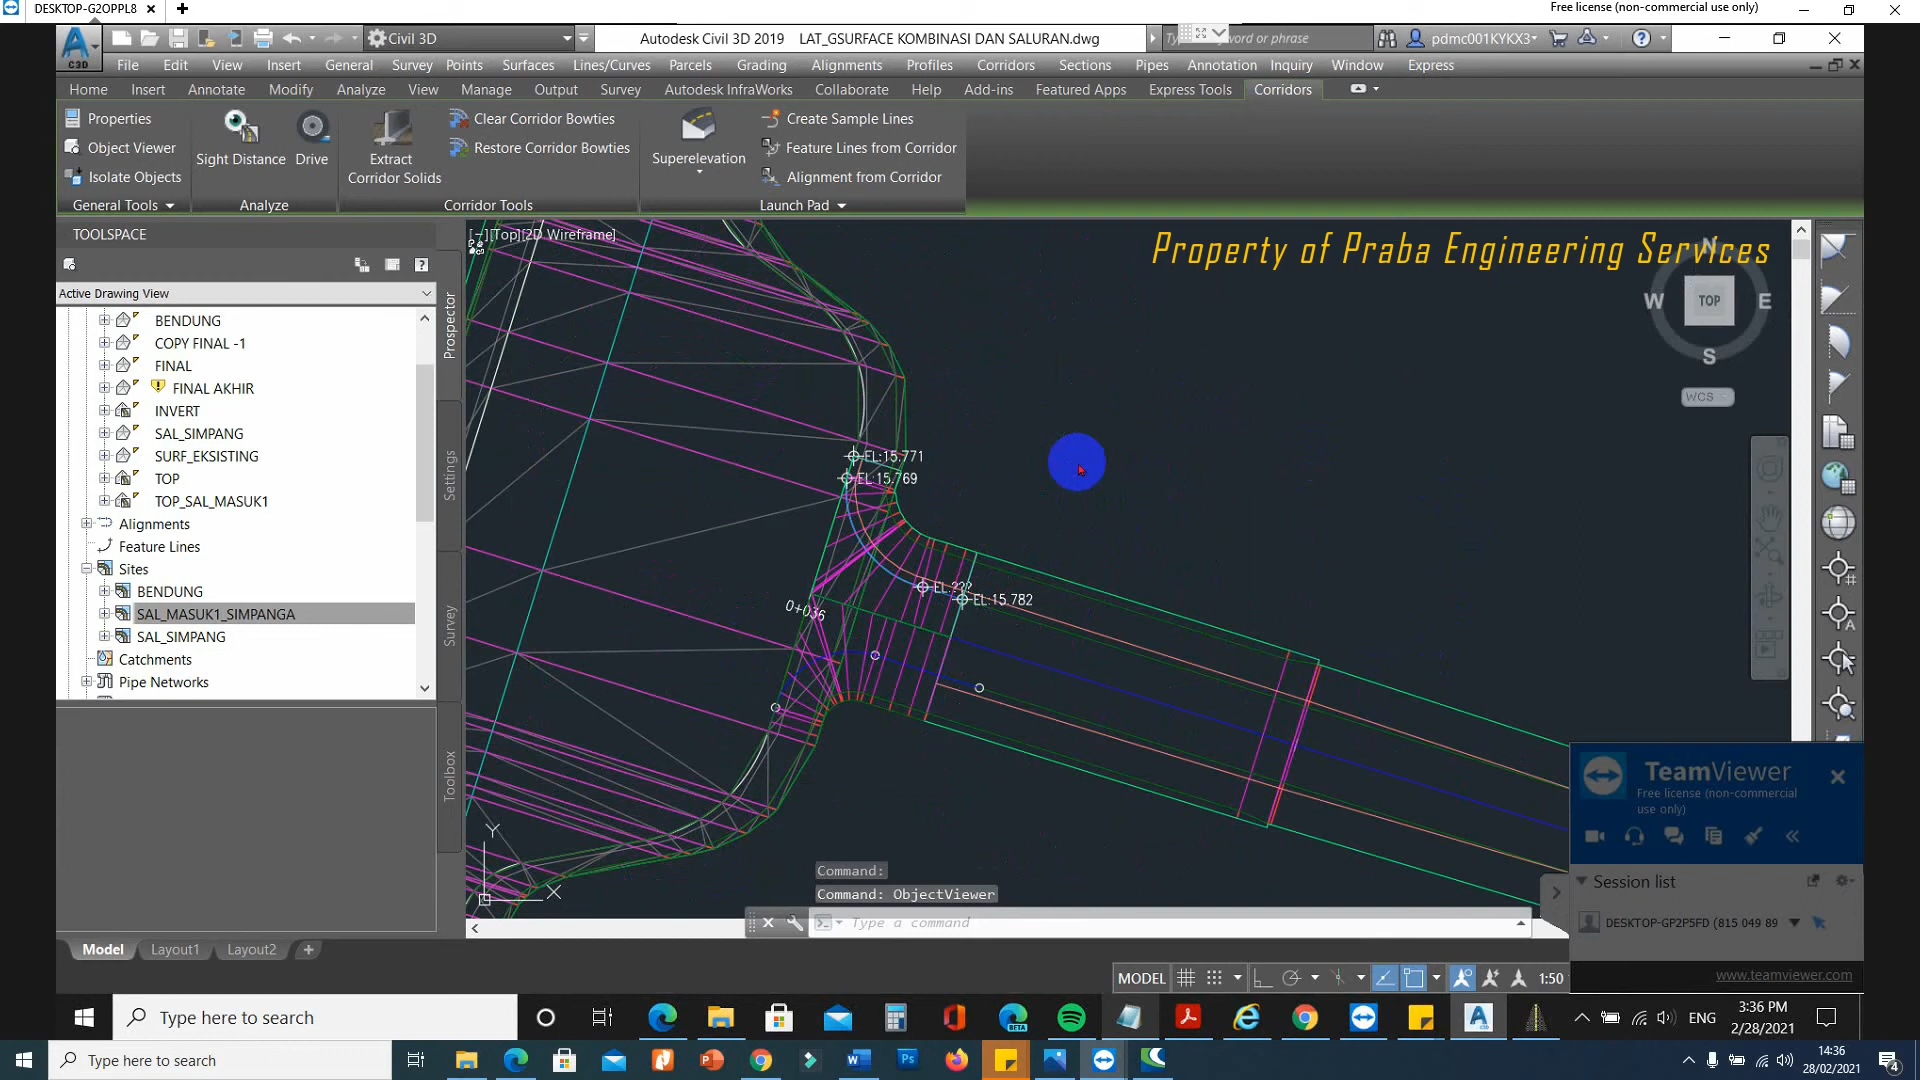 DESKTOP-G2OPPL8
Free license (non-commercial use only)
Civil 3D
Autodesk Civil 3D 2019 LAT_GSURFACE KOMBINASI DAN SALURAN.dwg
word or phrase
pdmc001KYKX3
C3D
File Edit View Insert General Survey Points Surfaces Lines/Curves Parcels Grading Alignments Profiles Corridors Sections Pipes Annotation Inquiry Window Express
Home Insert Annotate Modify Analyze View Manage Output Survey Autodesk InfraWorks Collaborate Help Add-ins Featured Apps Express Tools Corridors
Properties
Object Viewer
Isolate Objects
General Tools
Sight Distance
Drive
Analyze
Extract
Corridor Solids
Clear Corridor Bowties
Restore Corridor Bowties
Corridor Tools
Superelevation
Create Sample Lines
Feature Lines from Corridor
Alignment from Corridor
Launch Pad
TOOLSPACE
Active Drawing View
BENDUNG
COPY FINAL -1
FINAL
FINAL AKHIR
INVERT
SAL_SIMPANG
SURF_EKSISTING
TOP
TOP_SAL_MASUK1
Alignments
Feature Lines
Sites
BENDUNG
SAL_MASUK1_SIMPANGA
SAL_SIMPANG
Catchments
Pipe Networks
Prospector
Settings
Survey
Toolbox
[−][Top][2D Wireframe]
Property of Praba Engineering Services
N
W
TOP
E
S
WCS
EL:15.771
EL:15.769
EL:???
EL:15.782
0+036
Y
X
Command:
Command: ObjectViewer
Type a command
TeamViewer
Free license (non-commercial
use only)
Session list
DESKTOP-GP2P5FD (815 049 89
www.teamviewer.com
Model Layout1 Layout2
MODEL
1:50
Type here to search
BETA
ENG
3:36 PM
2/28/2021
Type here to search
14:36
28/02/2021
4